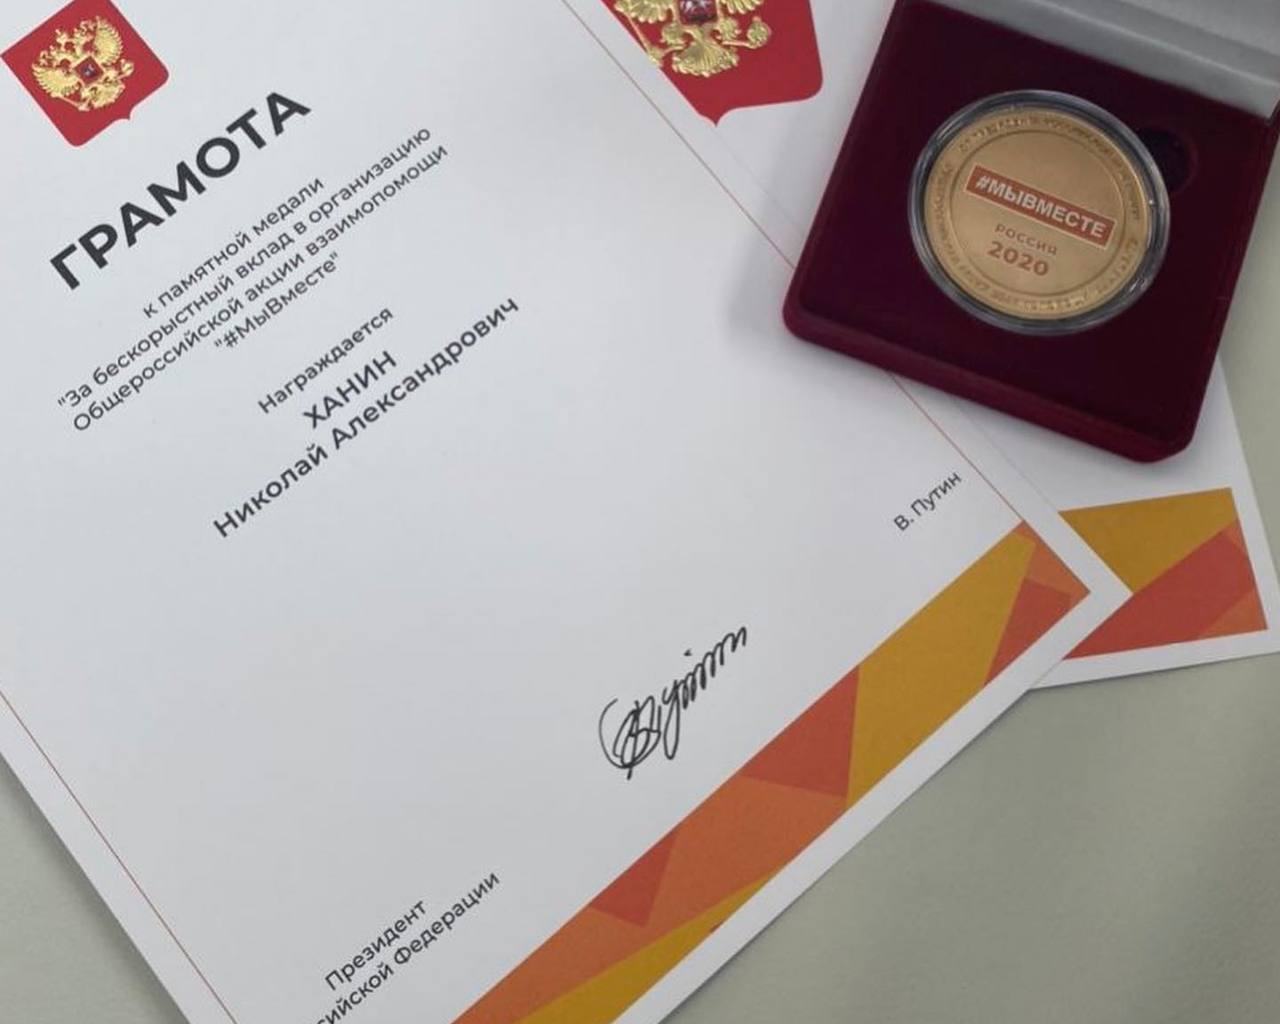 ГРАМОТА
к памятной медали
"За бескорыстный вклад в организацию
Общероссийской акции взаимопомощи
"#МыВместе"
Награждается
ХАНИН
Николай Александрович
В. Путин
Президент
сийской Федерации
#МЫВМЕСТЕ
РОССИЯ
2020